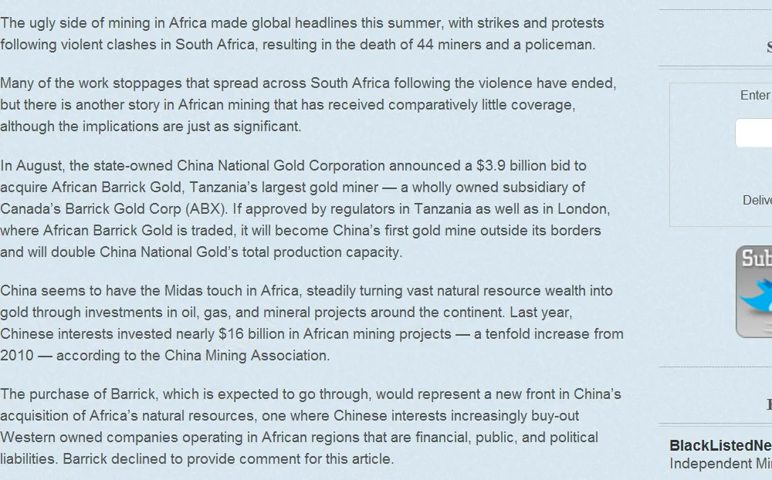 The ugly side of mining in Africa made global headlines this summer, with strikes and protests
following violent clashes in South Africa, resulting in the death of 44 miners and a policeman.
Many of the work stoppages that spread across South Africa following the violence have ended,
but there is another story in African mining that has received comparatively little coverage,
although the implications are just as significant.
In August, the state-owned China National Gold Corporation announced a $3.9 billion bid to
acquire African Barrick Gold, Tanzania's largest gold miner — a wholly owned subsidiary of
Canada's Barrick Gold Corp (ABX). If approved by regulators in Tanzania as well as in London,
where African Barrick Gold is traded, it will become China's first gold mine outside its borders
and will double China National Gold's total production capacity.
China seems to have the Midas touch in Africa, steadily turning vast natural resource wealth into
gold through investments in oil, gas, and mineral projects around the continent. Last year,
Chinese interests invested nearly $16 billion in African mining projects — a tenfold increase from
2010 — according to the China Mining Association.
The purchase of Barrick, which is expected to go through, would represent a new front in China's
acquisition of Africa's natural resources, one where Chinese interests increasingly buy-out
Western owned companies operating in African regions that are financial, public, and political
liabilities. Barrick declined to provide comment for this article.
Enter
Deliv
Sub
BlackListedNe
Independent Mi